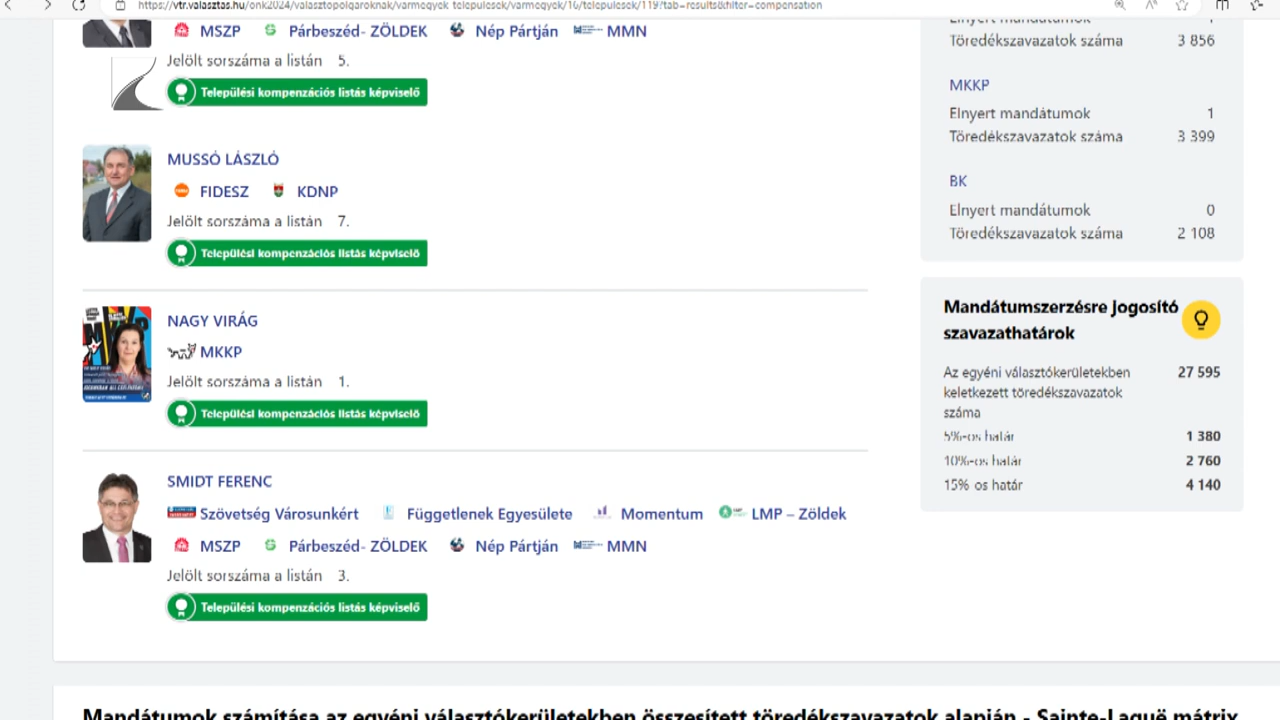 https://vtr.valasztas.hu/onk2024/valasztopolgaroknak/varmegyek-telepulesek/varmegyek/16/telepulesek/119?tab=results&filter=compensation
MSZP Párbeszéd- ZÖLDEK Nép Pártján MMN
Jelölt sorszáma a listán 5.
Települési kompenzációs listás képviselő
MUSSÓ LÁSZLÓ
FIDESZ KDNP
Jelölt sorszáma a listán 7.
Települési kompenzációs listás képviselő
NAGY VIRÁG
MKKP
Jelölt sorszáma a listán 1.
Települési kompenzációs listás képviselő
SMIDT FERENC
Szövetség Városunkért Függetlenek Egyesülete Momentum LMP – Zöldek
MSZP Párbeszéd- ZÖLDEK Nép Pártján MMN
Jelölt sorszáma a listán 3.
Települési kompenzációs listás képviselő
Elnyert mandátumok 1
Töredékszavazatok száma 3 856
MKKP
Elnyert mandátumok 1
Töredékszavazatok száma 3 399
BK
Elnyert mandátumok 0
Töredékszavazatok száma 2 108
Mandátumszerzésre jogosító
szavazathatárok
Az egyéni választókerületekben 27 595
keletkezett töredékszavazatok
száma
5%-os határ 1 380
10%-os határ 2 760
15%-os határ 4 140
Mandátumok számítása az egyéni választókerületekben összesített töredékszavazatok alapján - Sainte-Laguë mátrix